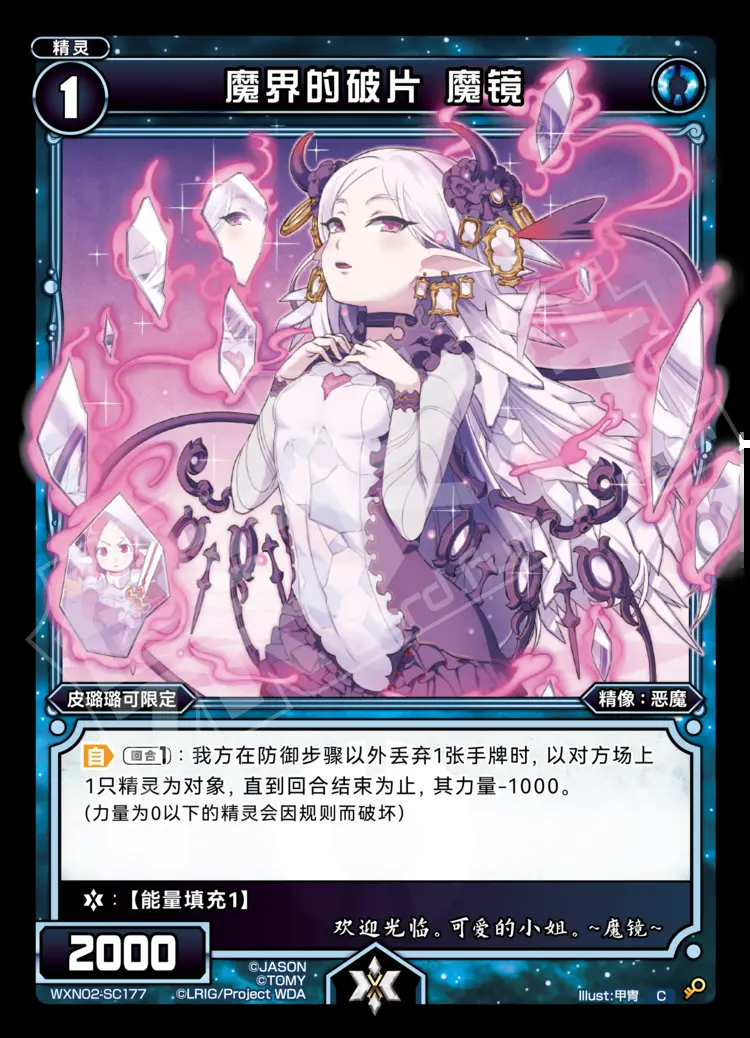 精灵
1
魔界的破片 魔镜
皮璐璐可限定
精像：恶魔
自 回合1：我方在防御步骤以外丢弃1张手牌时，以对方场上
1只精灵为对象，直到回合结束为止，其力量-1000。
(力量为0以下的精灵会因规则而破坏)
：【能量填充1】
欢迎光临。可爱的小姐。~魔镜~
2000
©JASON
©TOMY
WXN02-SC177 ©LRIG/Project WDA
Illust:甲冑 C